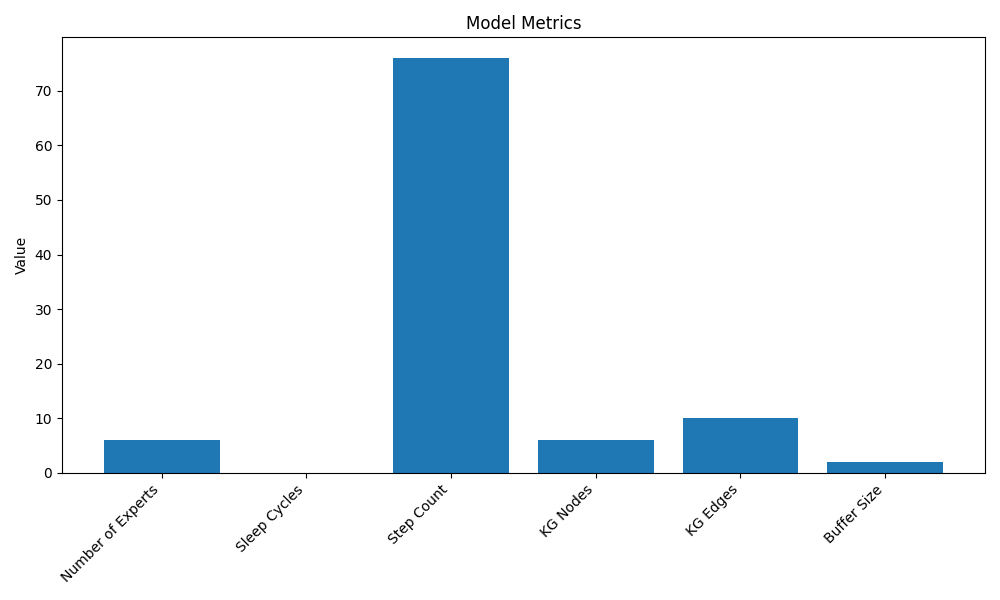 Model Metrics
Value
70
60
50
40
30
20
10
0
Number of Experts
Sleep Cycles
Step Count
KG Nodes
KG Edges
Buffer Size